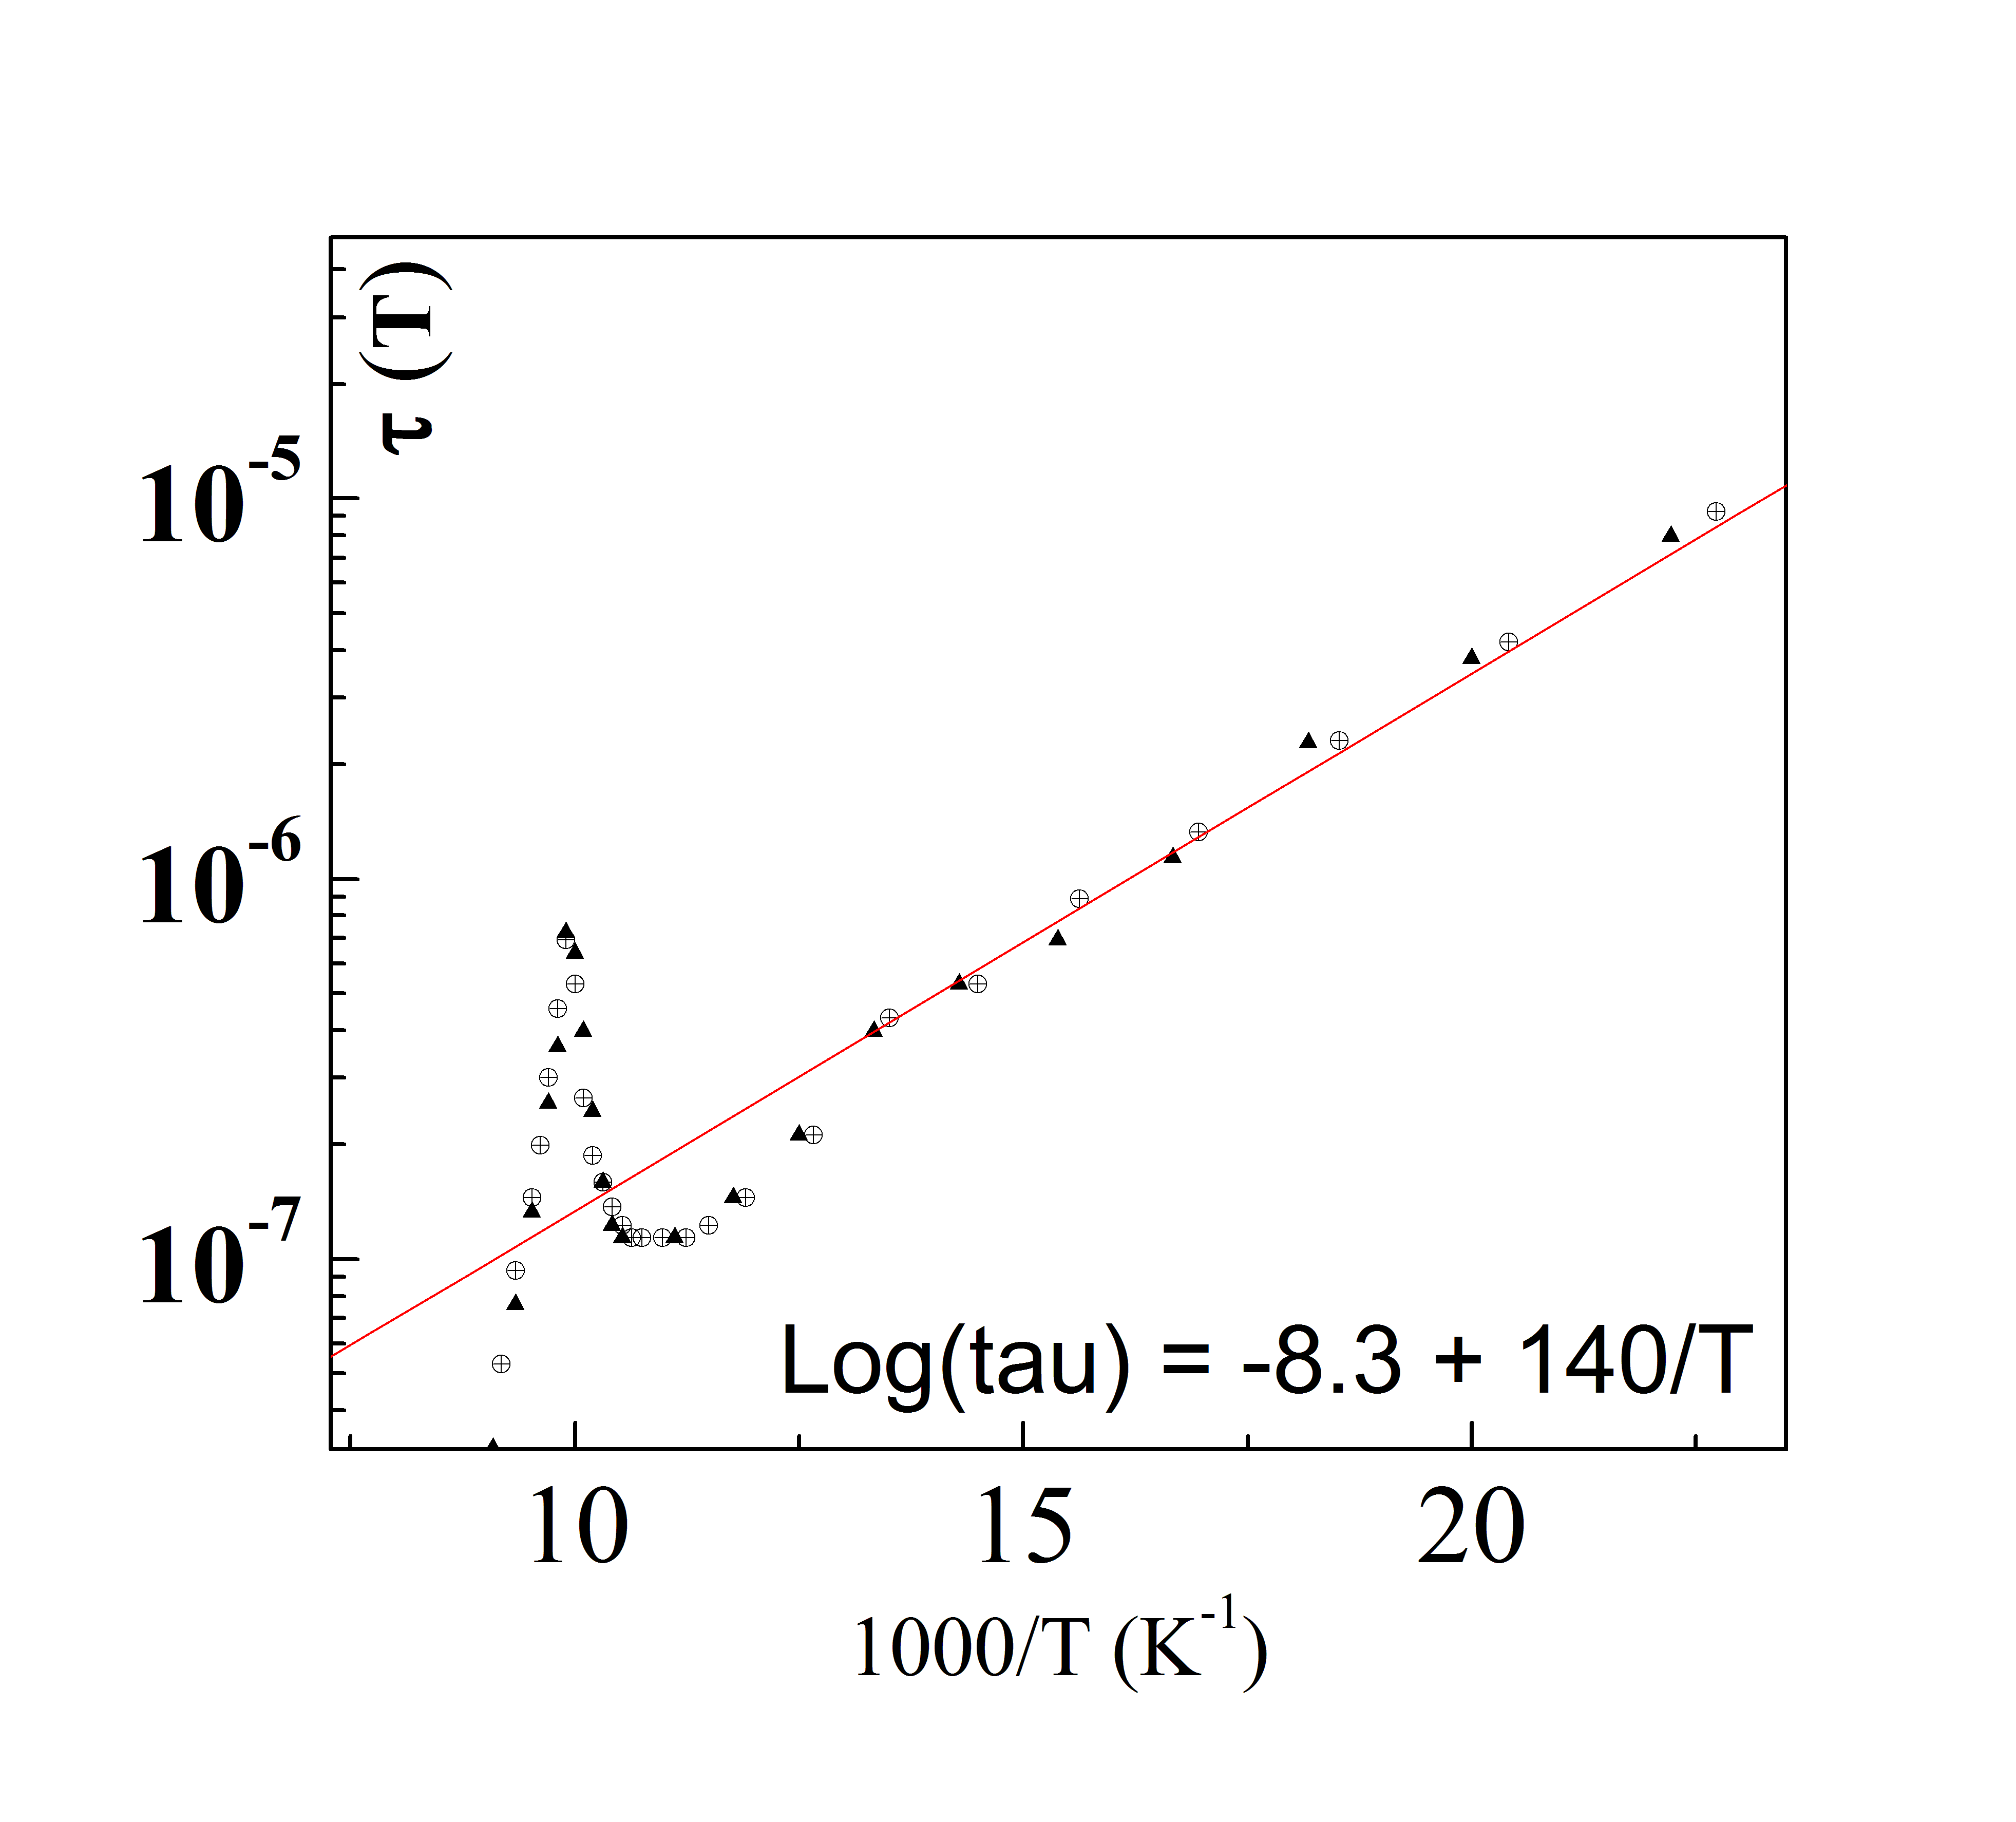 τ (T)
10-5
10-6
10-7
Log(tau) = -8.3 + 140/T
10 15 20
1000/T (K-1)